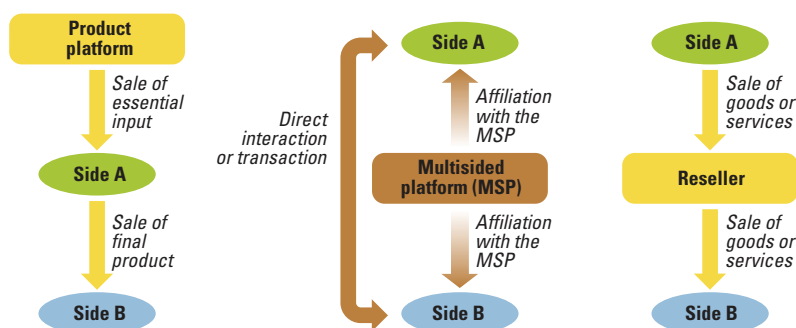 Product
platform
Sale of
essential
input
Side A
Sale of
final
product
Side B
Direct
interaction
or transaction
Side A
Affiliation
with the
MSP
Multisided
platform (MSP)
Affiliation
with the
MSP
Side B
Side A
Sale of
goods or
services
Reseller
Sale of
goods or
services
Side B